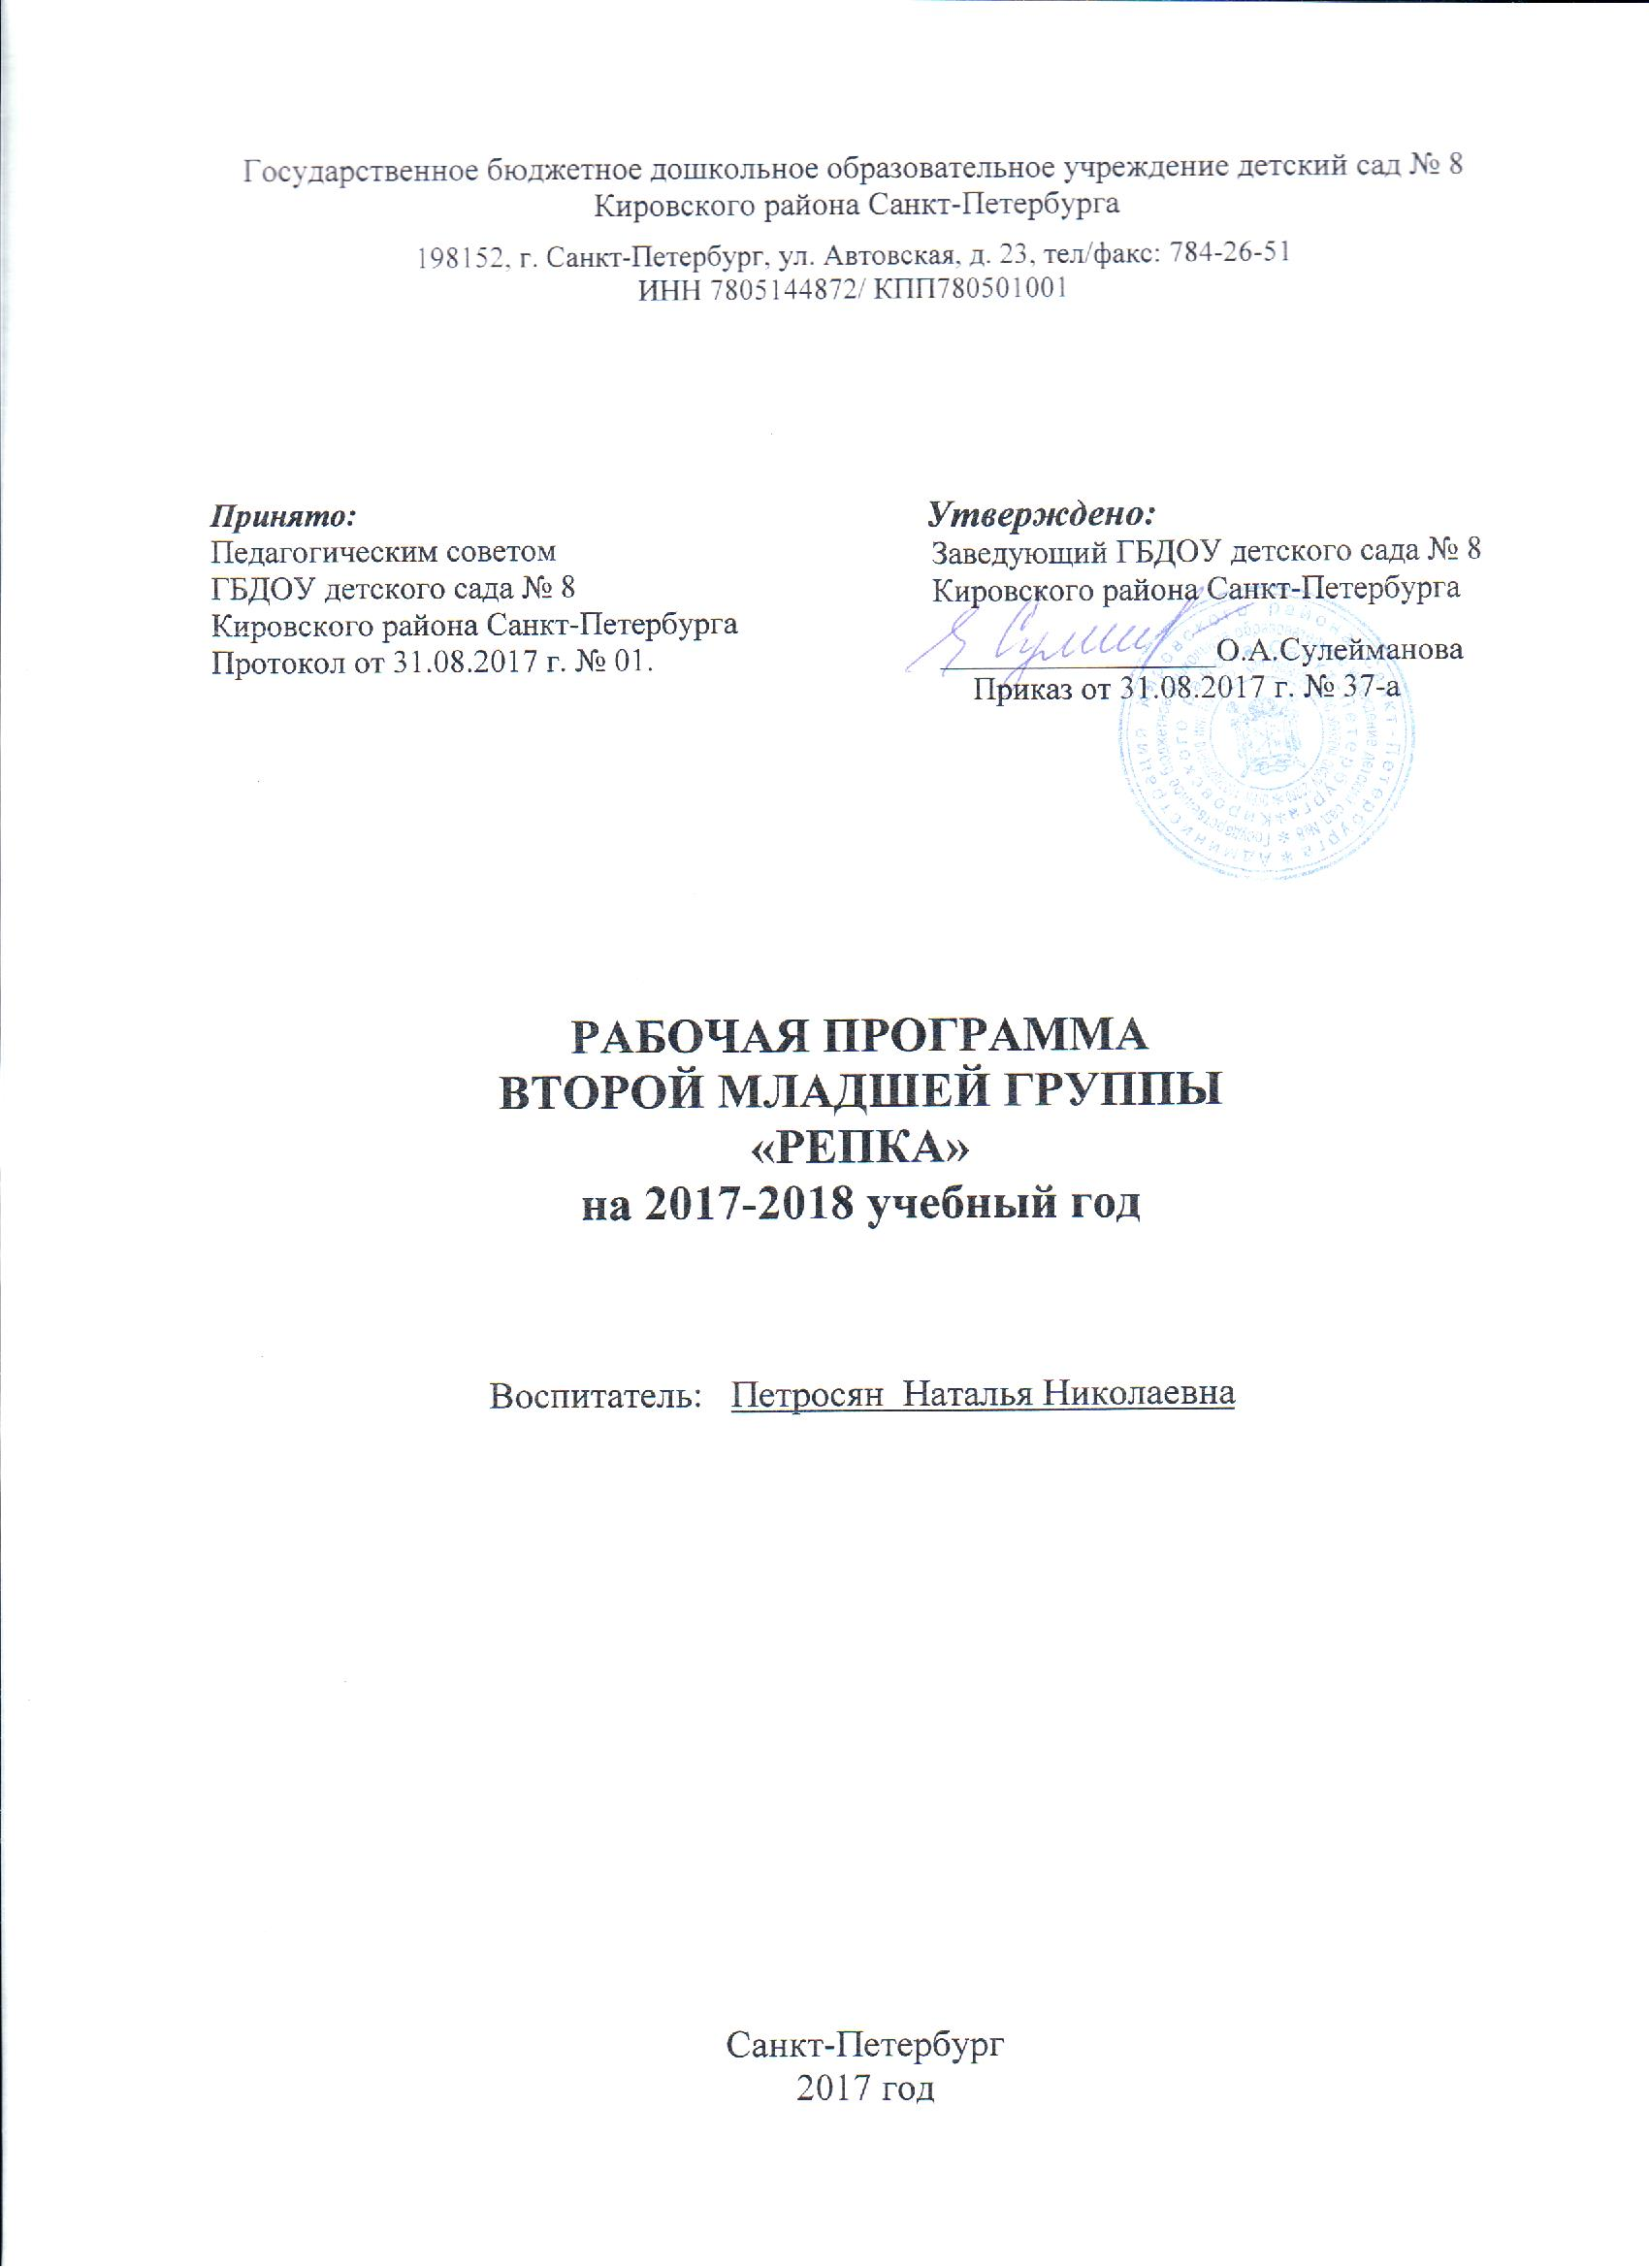 Государственное бюджетное дошкольное образовательное учреждение детский сад № 8
Кировского района Санкт-Петербурга
198152, г. Санкт-Петербург, ул. Автовская, д. 23, тел/факс: 784-26-51
ИНН 7805144872/ КПП780501001
Принято:
Педагогическим советом
ГБДОУ детского сада № 8
Кировского района Санкт-Петербурга
Протокол от 31.08.2017 г. № 01.
Утверждено:
Заведующий ГБДОУ детского сада № 8
Кировского района Санкт-Петербурга
О.А.Сулейманова
Приказ от 31.08.2017 г. № 37-а
РАБОЧАЯ ПРОГРАММА
ВТОРОЙ МЛАДШЕЙ ГРУППЫ
«РЕПКА»
на 2017-2018 учебный год
Воспитатель: Петросян Наталья Николаевна
Санкт-Петербург
2017 год